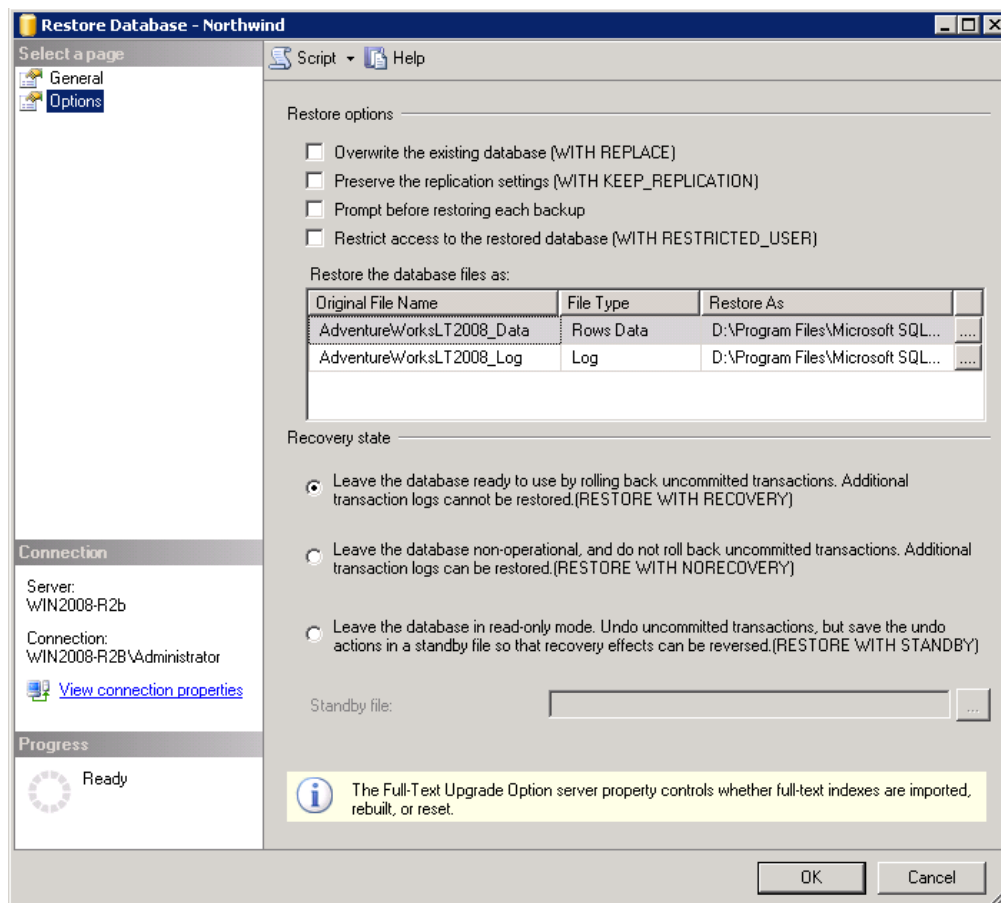 Restore Database - Northwind
Select a page
General
Options
Script
Help
Restore options
Overwrite the existing database (WITH REPLACE)
Preserve the replication settings (WITH KEEP_REPLICATION)
Prompt before restoring each backup
Restrict access to the restored database (WITH RESTRICTED_USER)
Restore the database files as:
Original File Name File Type Restore As
AdventureWorksLT2008_Data Rows Data D:\Program Files\Microsoft SQL... ....
AdventureWorksLT2008_Log Log D:\Program Files\Microsoft SQL... ....
Recovery state
Leave the database ready to use by rolling back uncommitted transactions. Additional
transaction logs cannot be restored.(RESTORE WITH RECOVERY)
Leave the database non-operational, and do not roll back uncommitted transactions. Additional
transaction logs can be restored.(RESTORE WITH NORECOVERY)
Leave the database in read-only mode. Undo uncommitted transactions, but save the undo
actions in a standby file so that recovery effects can be reversed.(RESTORE WITH STANDBY)
Standby file: ...
Connection
Server:
WIN2008-R2b
Connection:
WIN2008-R2B\Administrator
View connection properties
Progress
Ready
The Full-Text Upgrade Option server property controls whether full-text indexes are imported,
rebuilt, or reset.
OK Cancel